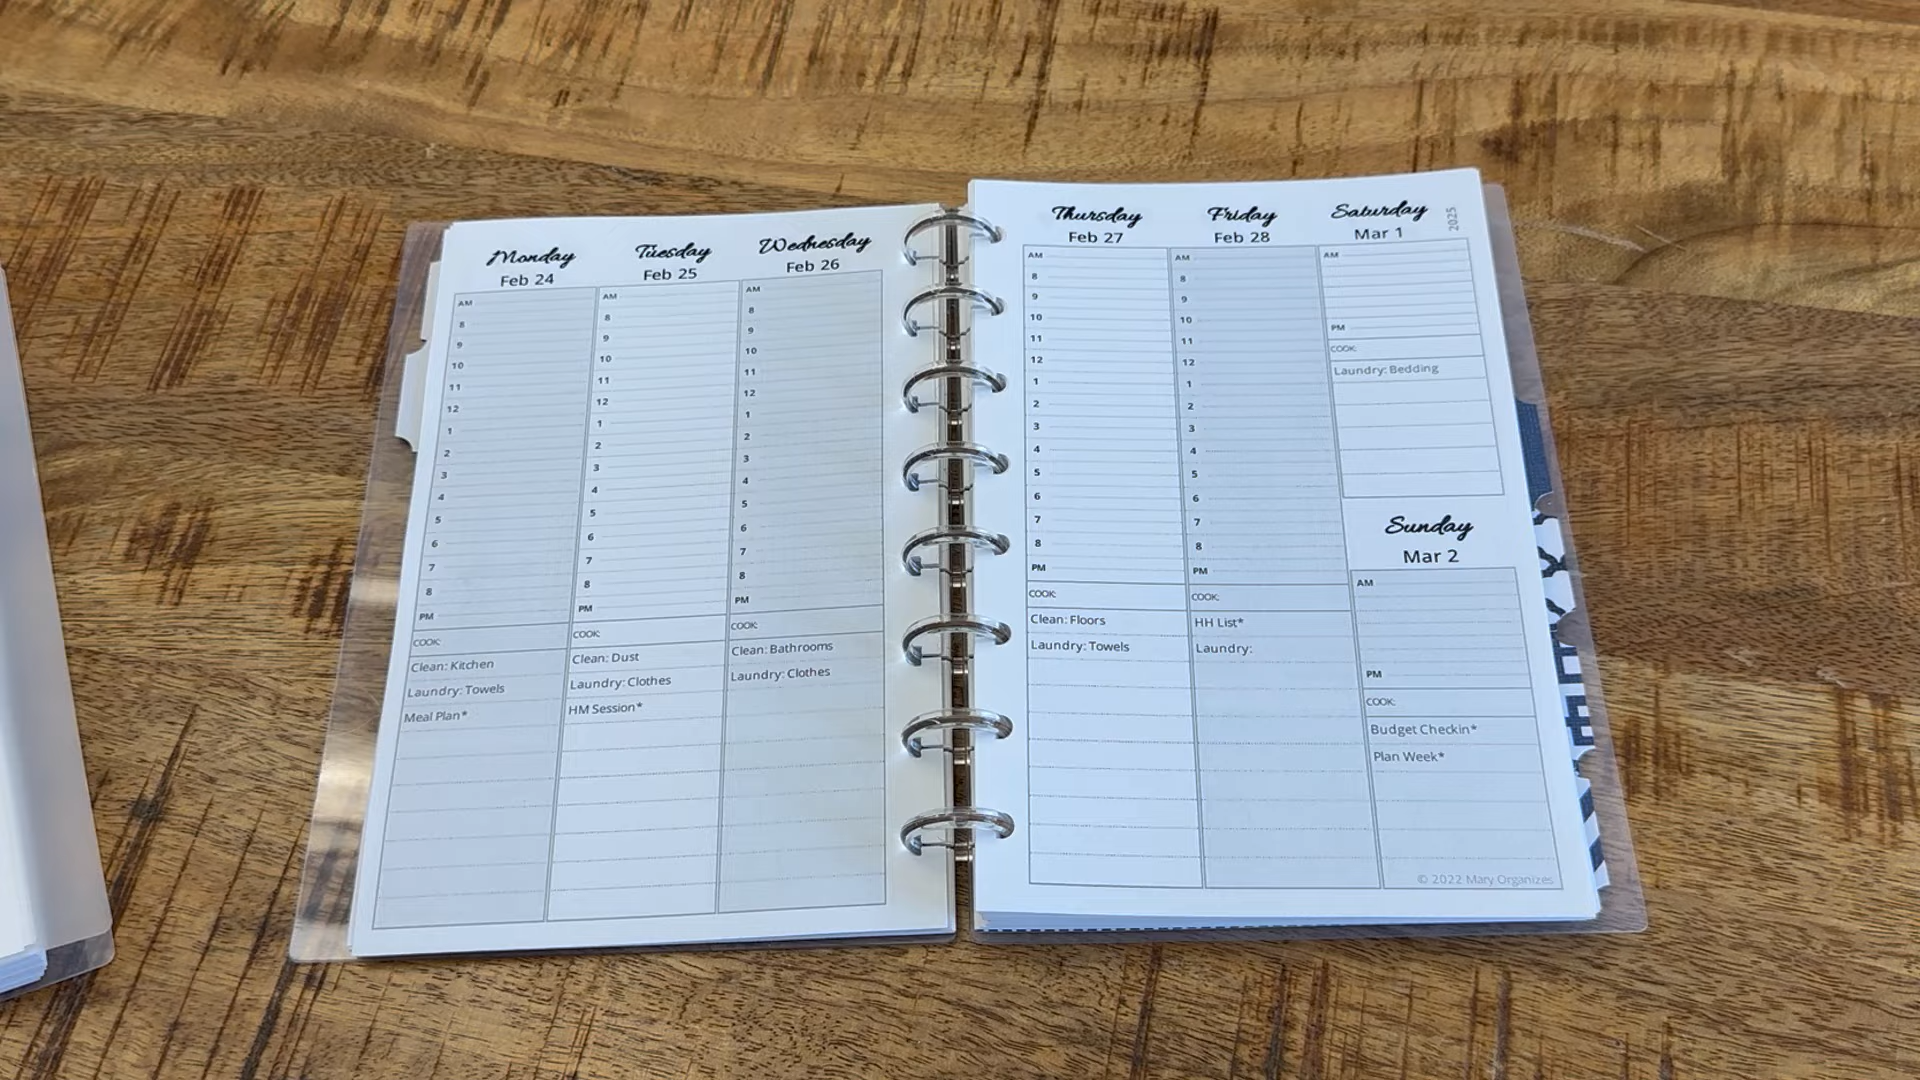 Monday
Feb 24
AM
8
9
10
11
12
1
2
3
4
5
6
7
8
PM
COOK:
Clean: Kitchen
Laundry: Towels
Meal Plan*
Tuesday
Feb 25
AM
8
9
10
11
12
1
2
3
4
5
6
7
8
PM
COOK:
Clean: Dust
Laundry: Clothes
HM Session*
Wednesday
Feb 26
AM
8
9
10
11
12
1
2
3
4
5
6
7
8
PM
COOK:
Clean: Bathrooms
Laundry: Clothes
Thursday
Feb 27
AM
8
9
10
11
12
1
2
3
4
5
6
7
8
PM
COOK:
Clean: Floors
Laundry: Towels
Friday
Feb 28
AM
8
9
10
11
12
1
2
3
4
5
6
7
8
PM
COOK:
HH List*
Laundry:
Saturday
Mar 1
2025
AM
PM
COOK:
Laundry: Bedding
Sunday
Mar 2
AM
PM
COOK:
Budget Checkin*
Plan Week*
© 2022 Mary Organizes